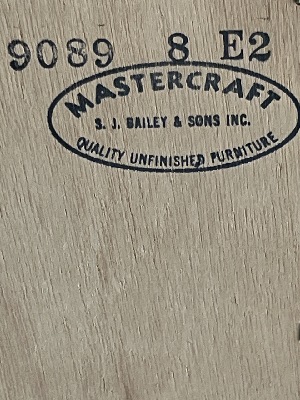 9089 8 E2
MASTERCRAFT
S. J. BAILEY & SONS INC.
QUALITY UNFINISHED FURNITURE